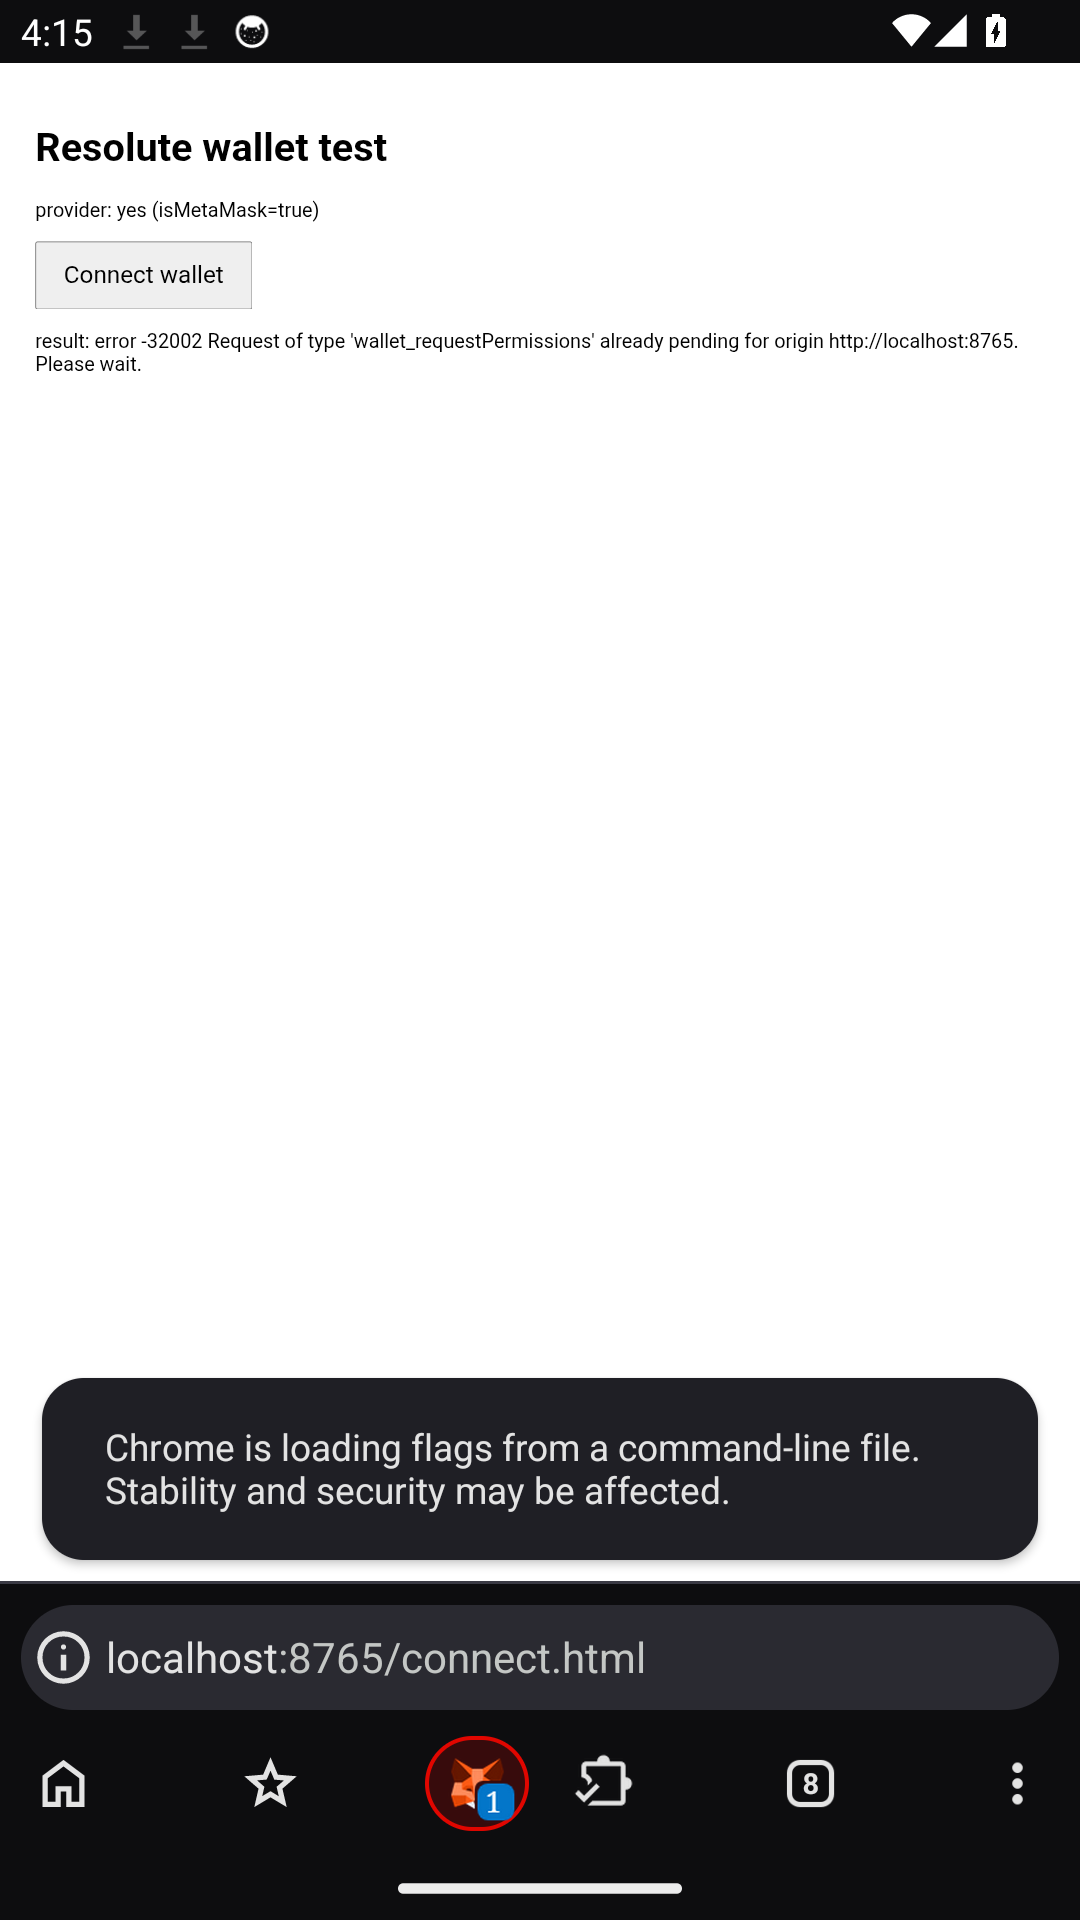 4:15
Resolute wallet test
provider: yes (isMetaMask=true)
Connect wallet
result: error -32002 Request of type 'wallet_requestPermissions' already pending for origin http://localhost:8765.
Please wait.
Chrome is loading flags from a command-line file.
Stability and security may be affected.
localhost:8765/connect.html
1
8